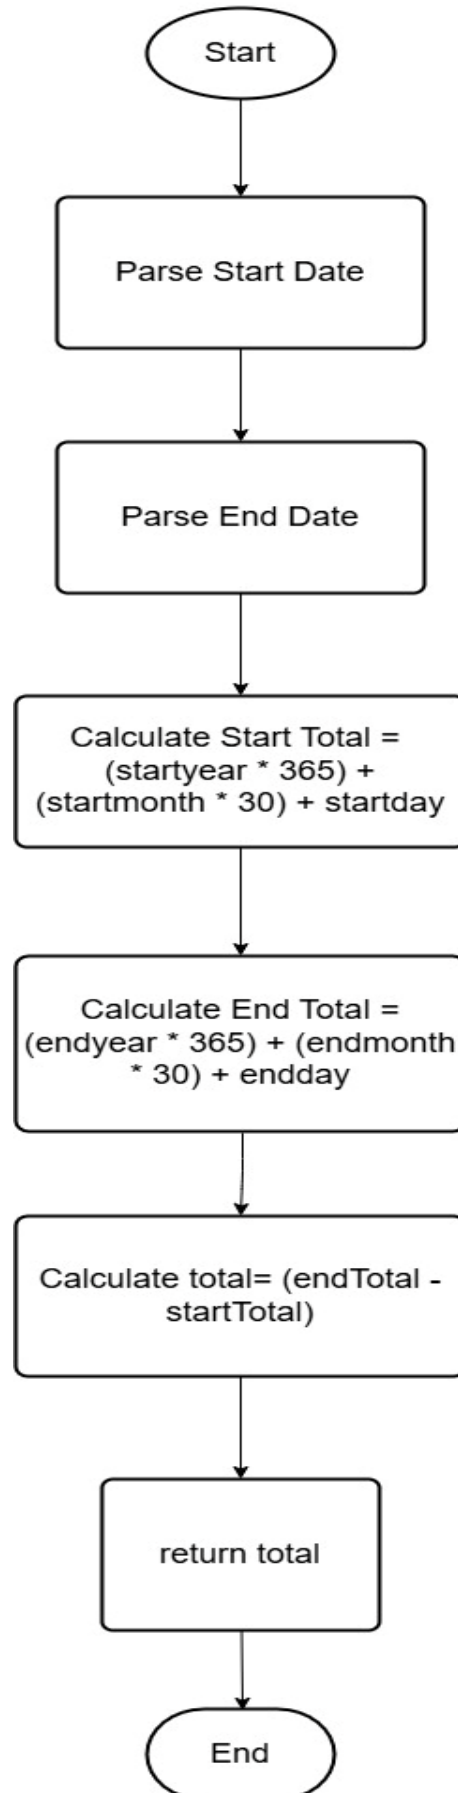 Start
Parse Start Date
Parse End Date
Calculate Start Total =
(startyear * 365) +
(startmonth * 30) + startday
Calculate End Total =
(endyear * 365) + (endmonth
* 30) + endday
Calculate total= (endTotal -
startTotal)
return total
End